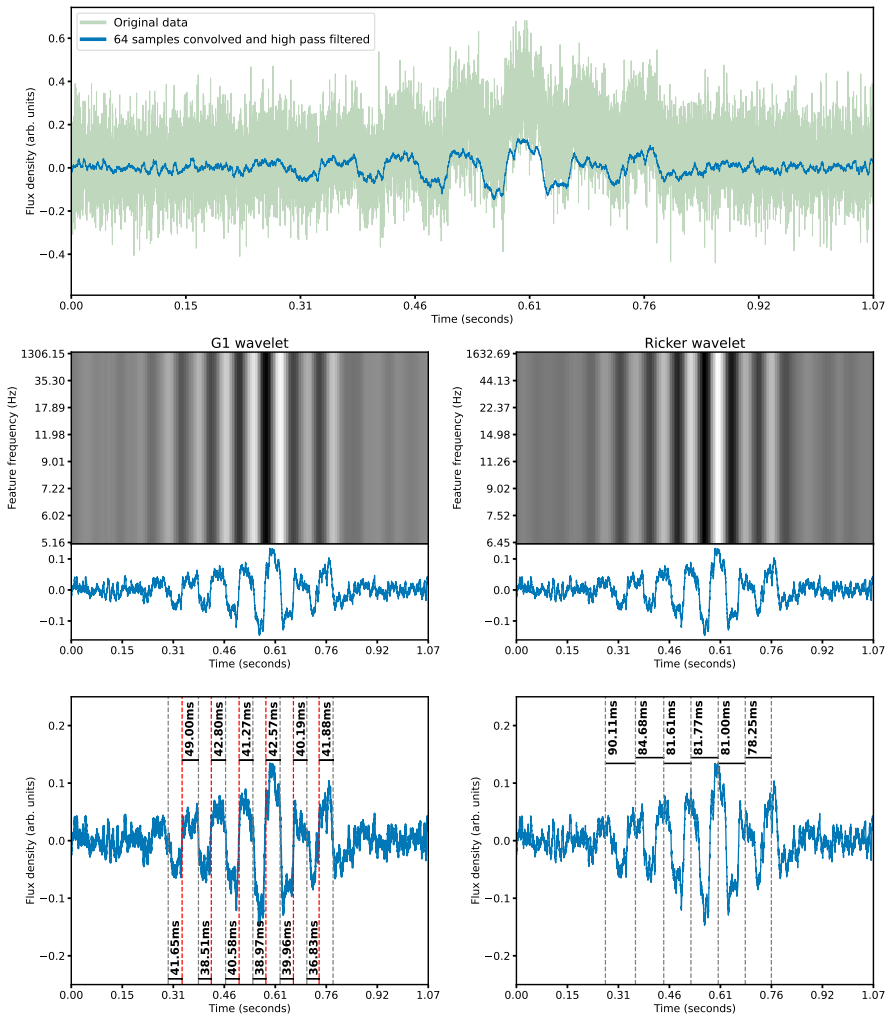 Original data
64 samples convolved and high pass filtered
Flux density (arb. units)
0.6
0.4
0.2
0.0
−0.2
−0.4
0.00 0.15 0.31 0.46 0.61 0.76 0.92 1.07
Time (seconds)
G1 wavelet
Feature frequency (Hz)
1306.15
35.30
17.89
11.98
9.01
7.22
6.02
5.16
0.1
0.0
−0.1
0.00 0.15 0.31 0.46 0.61 0.76 0.92 1.07
Time (seconds)
Ricker wavelet
Feature frequency (Hz)
1632.69
44.13
22.37
14.98
11.26
9.02
7.52
6.45
0.1
0.0
−0.1
0.00 0.15 0.31 0.46 0.61 0.76 0.92 1.07
Time (seconds)
Flux density (arb. units)
0.2
0.1
0.0
−0.1
−0.2
49.00ms
42.80ms
41.27ms
42.57ms
40.19ms
41.88ms
41.65ms
38.51ms
40.58ms
38.97ms
39.96ms
36.83ms
0.00 0.15 0.31 0.46 0.61 0.76 0.92 1.07
Time (seconds)
Flux density (arb. units)
0.2
0.1
0.0
−0.1
−0.2
90.11ms
84.68ms
81.61ms
81.77ms
81.00ms
78.25ms
0.00 0.15 0.31 0.46 0.61 0.76 0.92 1.07
Time (seconds)